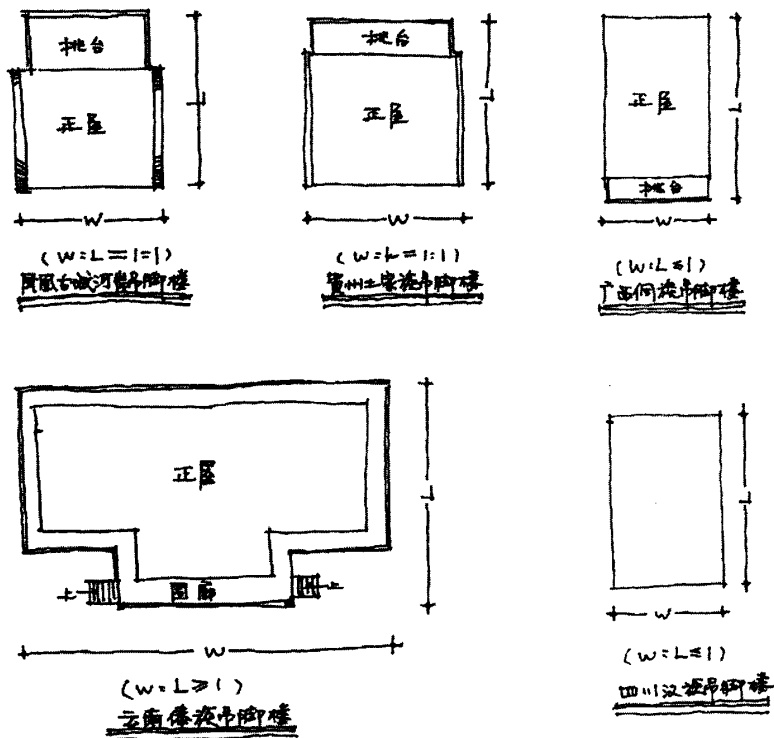 挑台
正屋
L
W
(W:L=1:1)
凤凰古城河岸吊脚楼
挑台
正屋
L
W
(W:L=1:1)
贵州土家族吊脚楼
正屋
挑台
L
W
(W:L≤1)
广西侗族吊脚楼
正屋
回廊
上
上
L
W
(W:L≥1)
云南傣族吊脚楼
L
W
(W:L≤1)
四川汉族吊脚楼